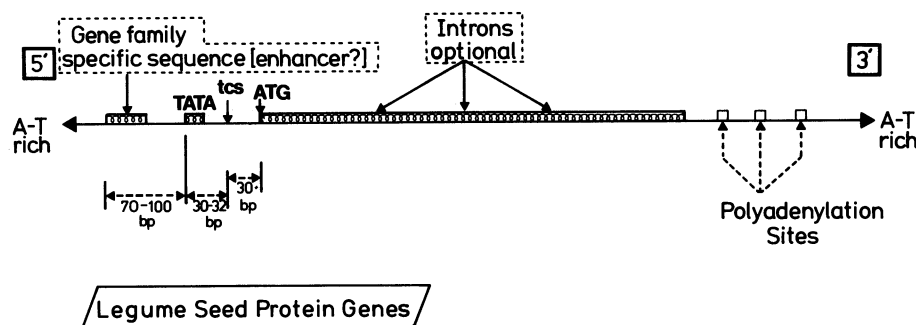 Gene family
specific sequence [enhancer?]
Introns
optional
5'
3'
tcs
TATA
ATG
A-T
rich
A-T
rich
70-100
bp
30-32
bp
30·
bp
Polyadenylation
Sites
Legume Seed Protein Genes